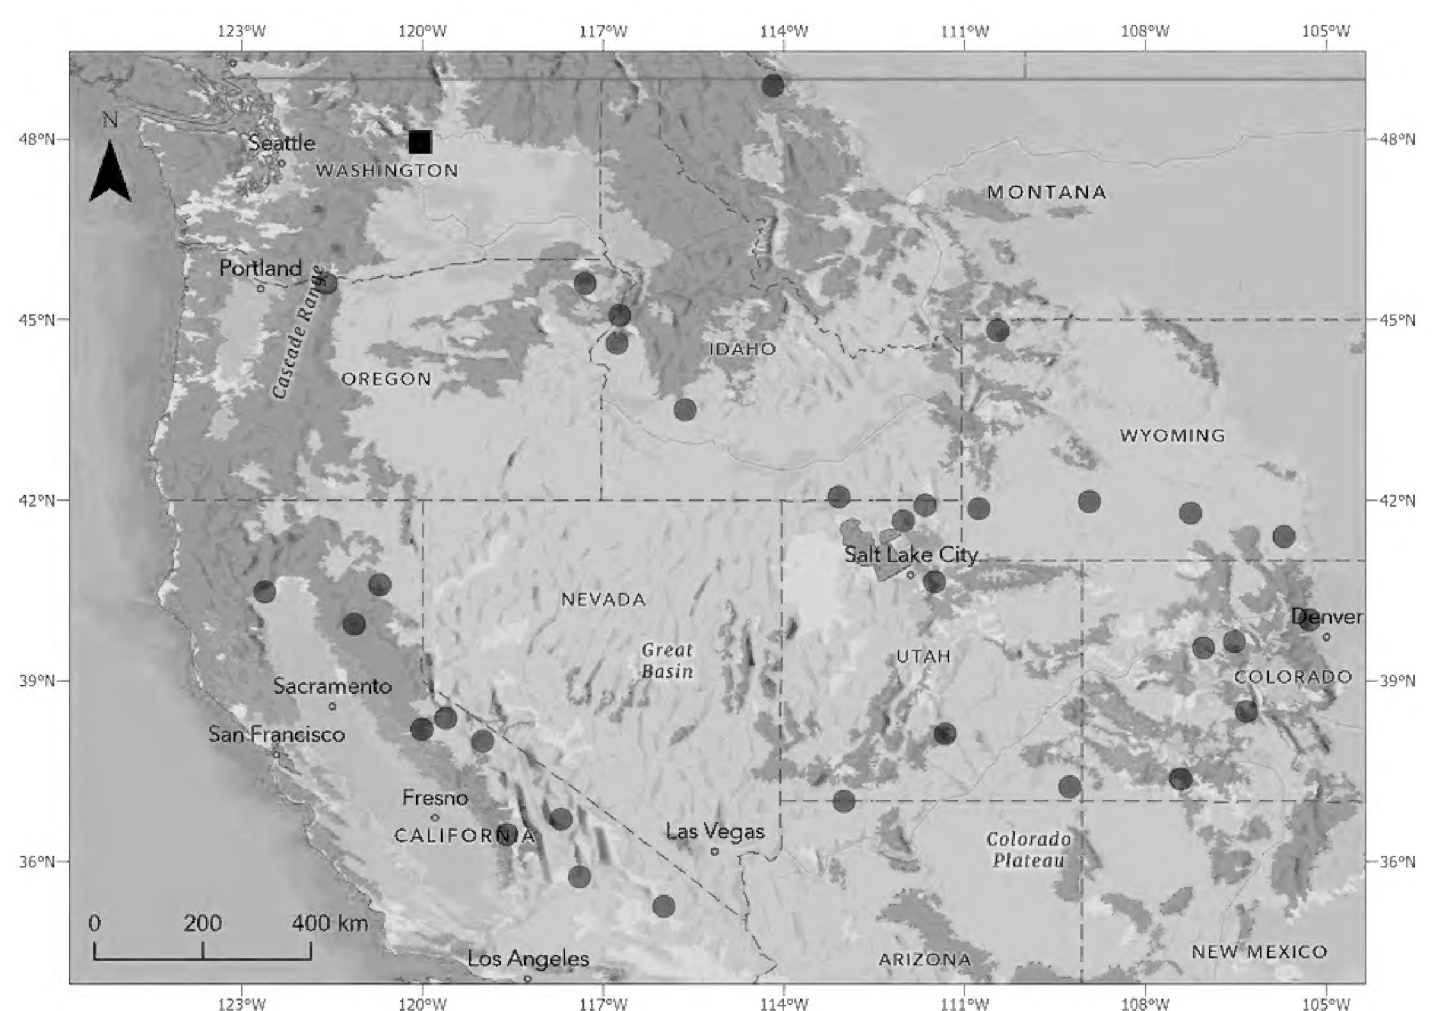 123°W 120°W 117°W 114°W 111°W 108°W 105°W
N
48°N Seattle 48°N
WASHINGTON
MONTANA
Portland
Cascade Range
45°N 45°N
IDAHO
OREGON
WYOMING
42°N 42°N
Salt Lake City
NEVADA
Denver
Great
Basin
UTAH
39°N COLORADO 39°N
Sacramento
San Francisco
Fresno
CALIFORNIA
Las Vegas
Colorado
Plateau
36°N 36°N
0 200 400 km
Los Angeles
ARIZONA
NEW MEXICO
123°W 120°W 117°W 114°W 111°W 108°W 105°W